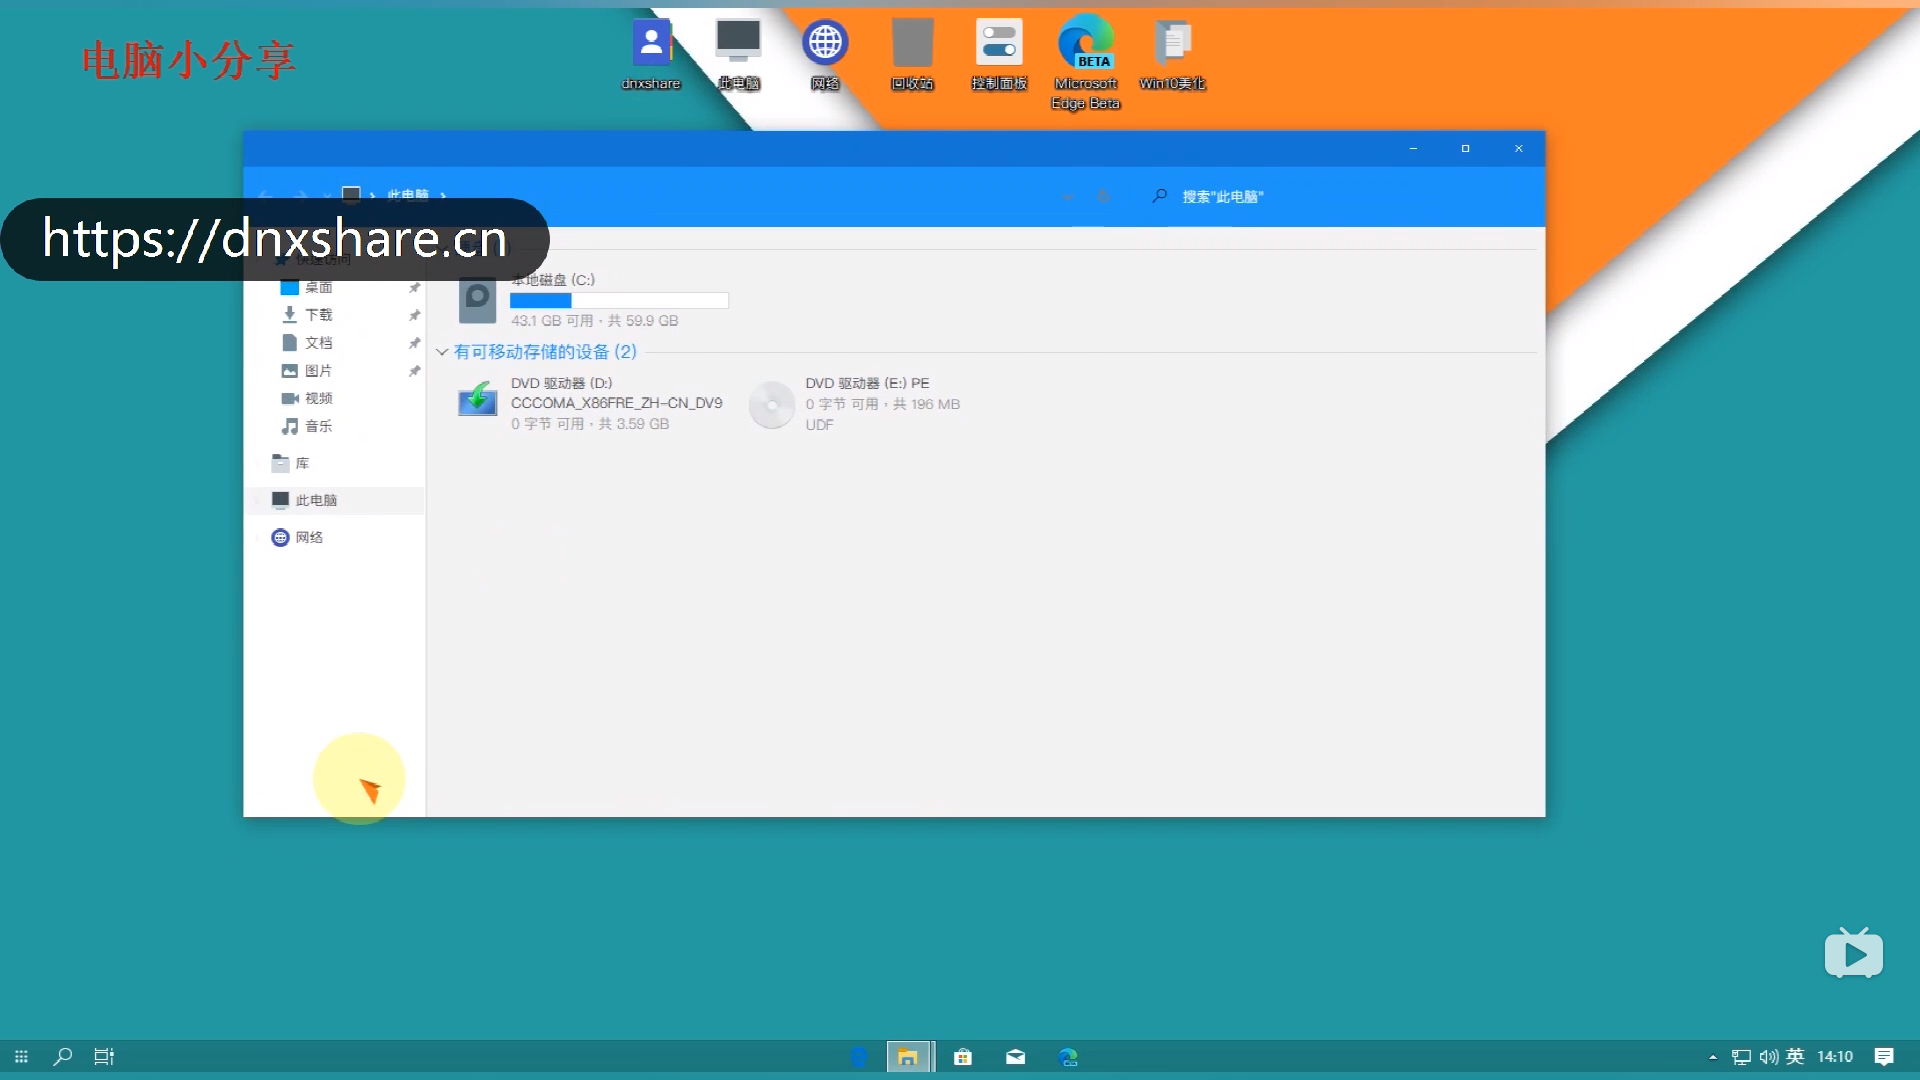 电脑小分享
dnxshare
此电脑
网络
回收站
控制面板
BETA
Microsoft
Edge Beta
Win10美化
此电脑
搜索"此电脑"
https://dnxshare.cn
快速访问
桌面
下载
文档
图片
视频
音乐
库
此电脑
网络
本地磁盘 (C:)
43.1 GB 可用，共 59.9 GB
有可移动存储的设备 (2)
DVD 驱动器 (D:)
CCCOMA_X86FRE_ZH-CN_DV9
0 字节 可用，共 3.59 GB
DVD 驱动器 (E:) PE
0 字节 可用，共 196 MB
UDF
英
14:10